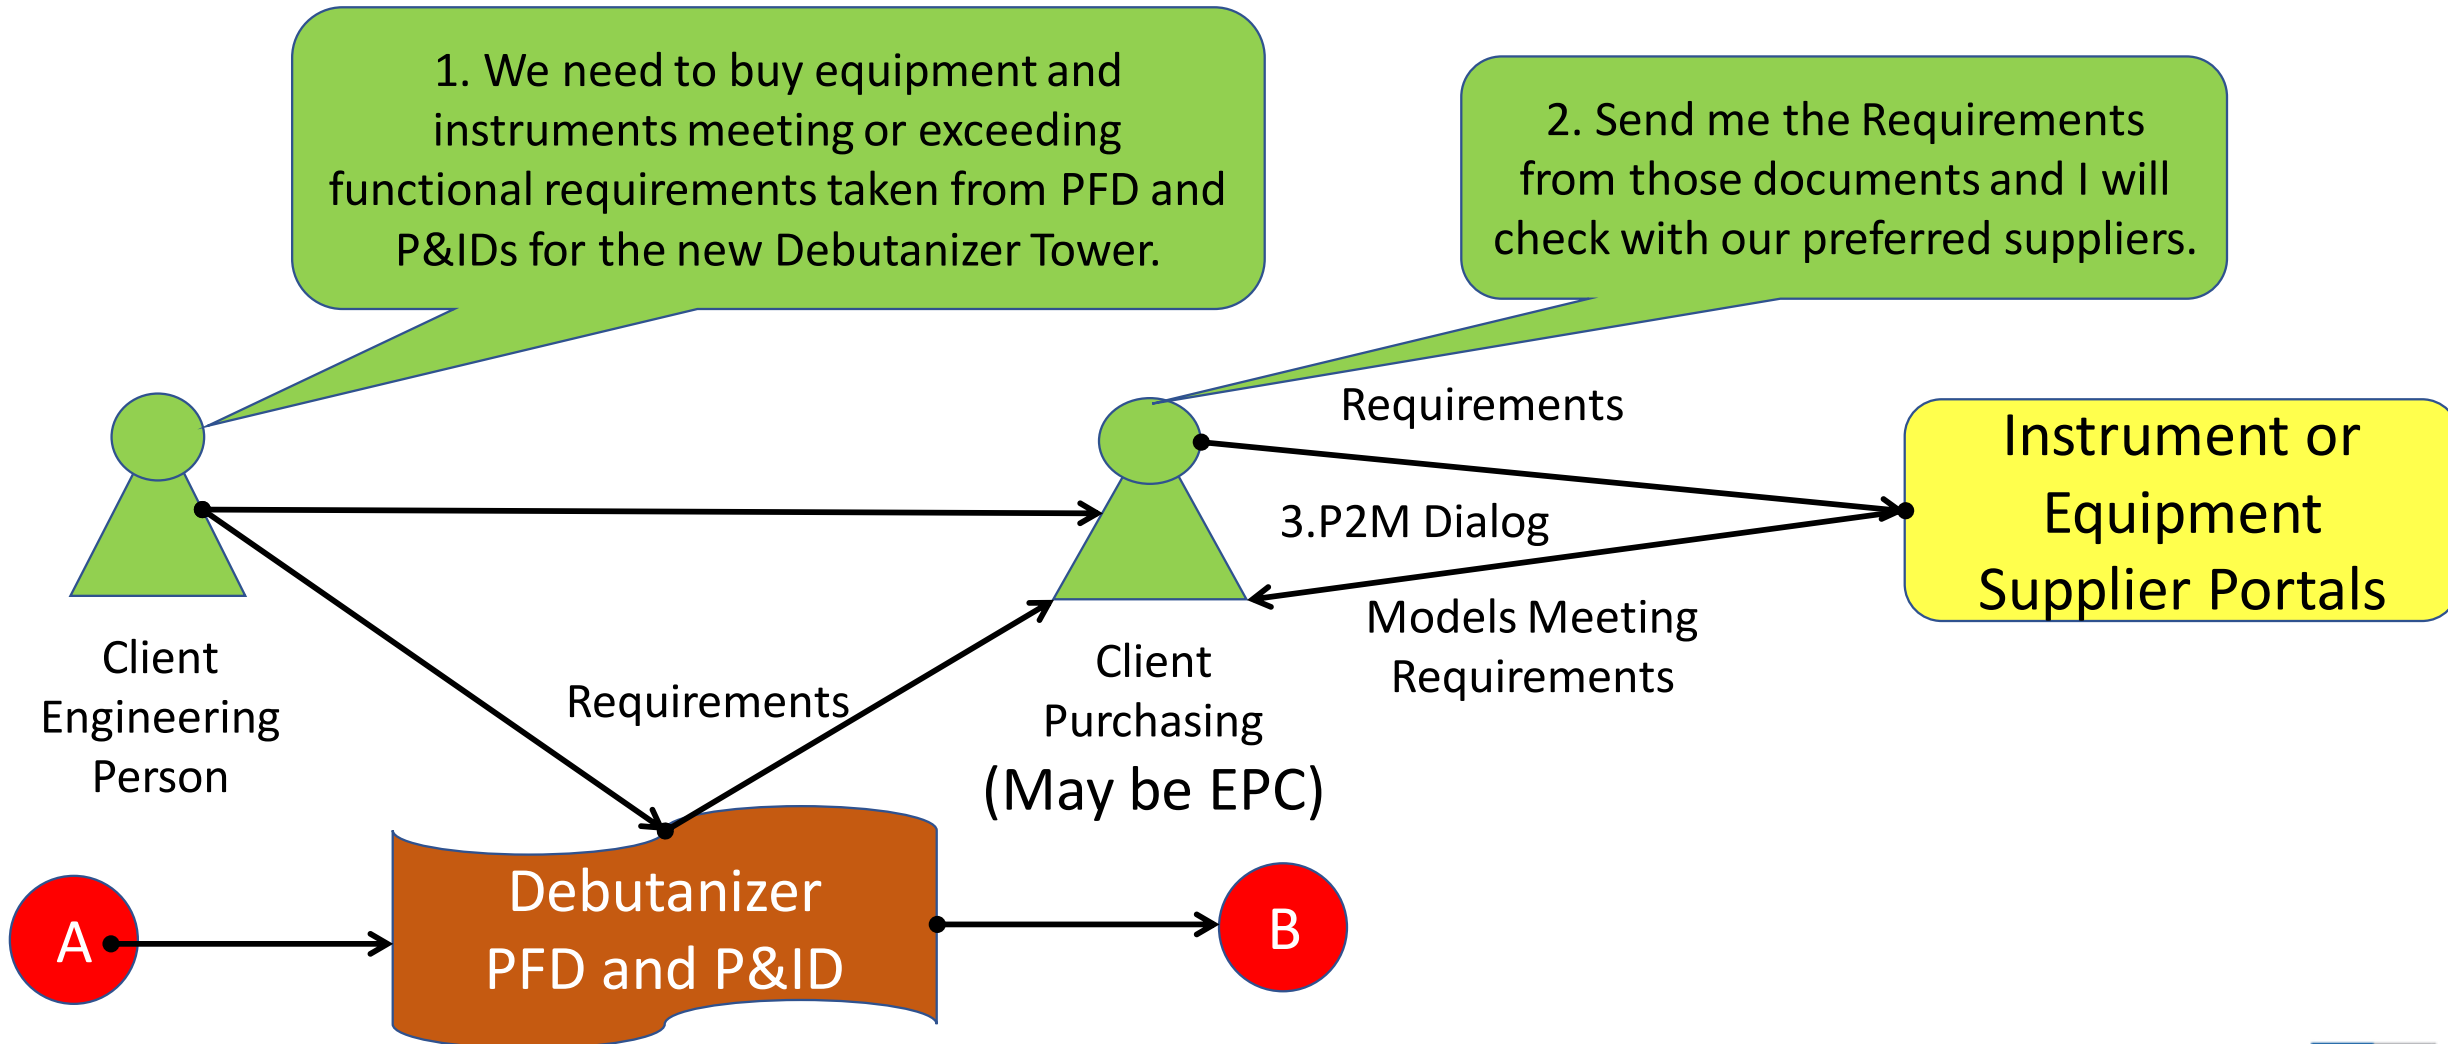 1. We need to buy equipment and
instruments meeting or exceeding
functional requirements taken from PFD and
P&IDs for the new Debutanizer Tower.
2. Send me the Requirements
from those documents and I will
check with our preferred suppliers.
Requirements
Instrument or
Equipment
Supplier Portals
3.P2M Dialog
Models Meeting
Requirements
Client
Engineering
Person
Requirements
Client
Purchasing
(May be EPC)
A
Debutanizer
PFD and P&ID
B